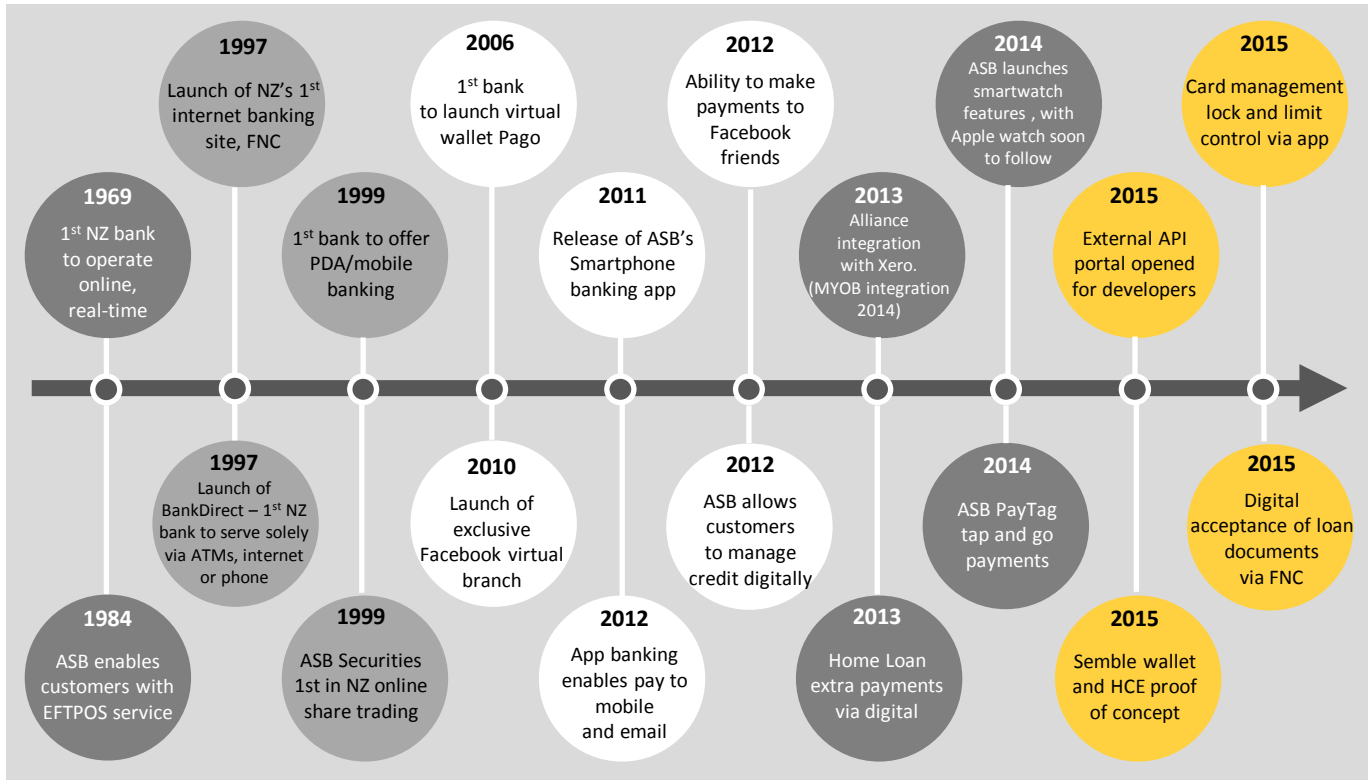 1997
Launch of NZ's 1st
internet banking
site, FNC
2006
1st bank
to launch virtual
wallet Pago
2012
Ability to make
payments to
Facebook
friends
2014
ASB launches
smartwatch
features , with
Apple watch soon
to follow
2015
Card management
lock and limit
control via app
1969
1st NZ bank
to operate
online,
real-time
1999
1st bank to offer
PDA/mobile
banking
2011
Release of ASB's
Smartphone
banking app
2013
Alliance
integration
with Xero.
(MYOB integration
2014)
2015
External API
portal opened
for developers
1997
Launch of
BankDirect – 1st NZ
bank to serve solely
via ATMs, internet
or phone
2010
Launch of
exclusive
Facebook virtual
branch
2012
ASB allows
customers
to manage
credit digitally
2014
ASB PayTag
tap and go
payments
2015
Digital
acceptance of loan
documents
via FNC
1984
ASB enables
customers with
EFTPOS service
1999
ASB Securities
1st in NZ online
share trading
2012
App banking
enables pay to
mobile
and email
2013
Home Loan
extra payments
via digital
2015
Semble wallet
and HCE proof
of concept